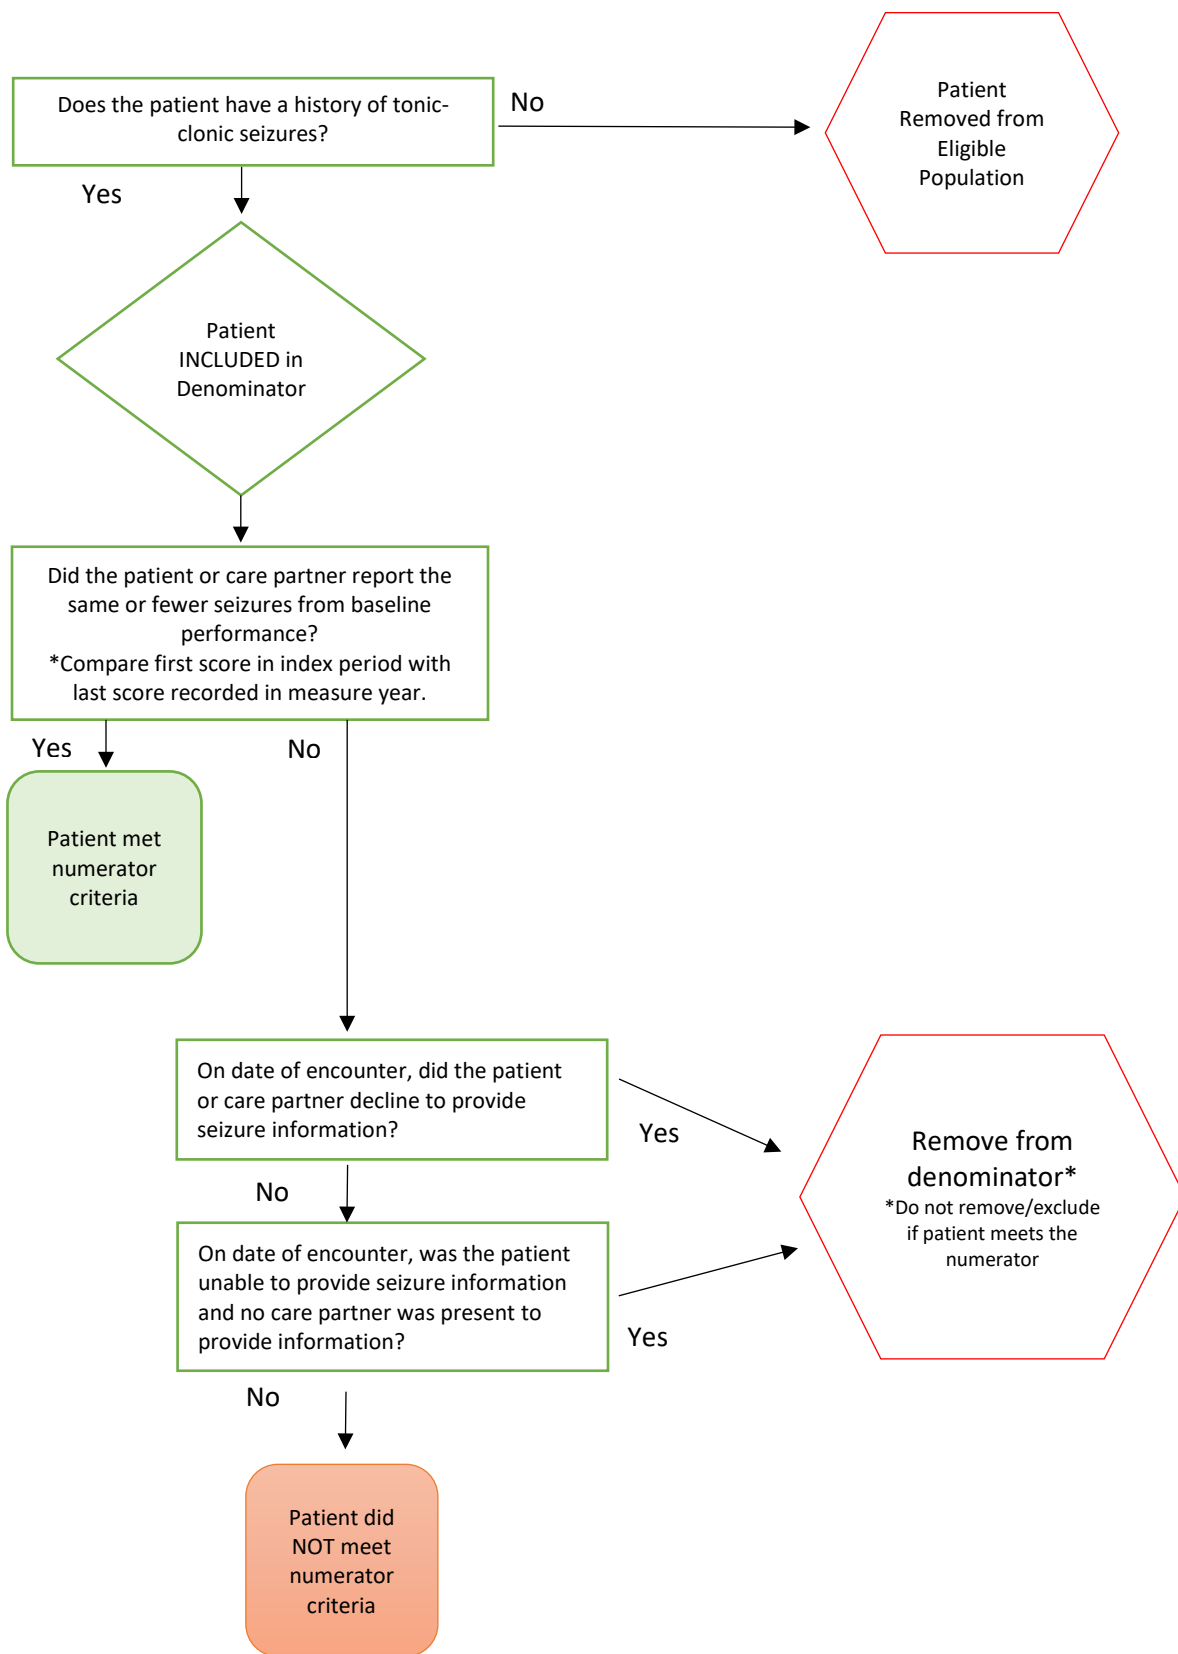 Does the patient have a history of tonic-
clonic seizures?
No
Patient
Removed from
Eligible
Population
Yes
Patient
INCLUDED in
Denominator
Did the patient or care partner report the
same or fewer seizures from baseline
performance?
*Compare first score in index period with
last score recorded in measure year.
Yes
No
Patient met
numerator
criteria
On date of encounter, did the patient
or care partner decline to provide
seizure information?
Yes
Remove from
denominator*
*Do not remove/exclude
if patient meets the
numerator
No
On date of encounter, was the patient
unable to provide seizure information
and no care partner was present to
provide information?
Yes
No
Patient did
NOT meet
numerator
criteria